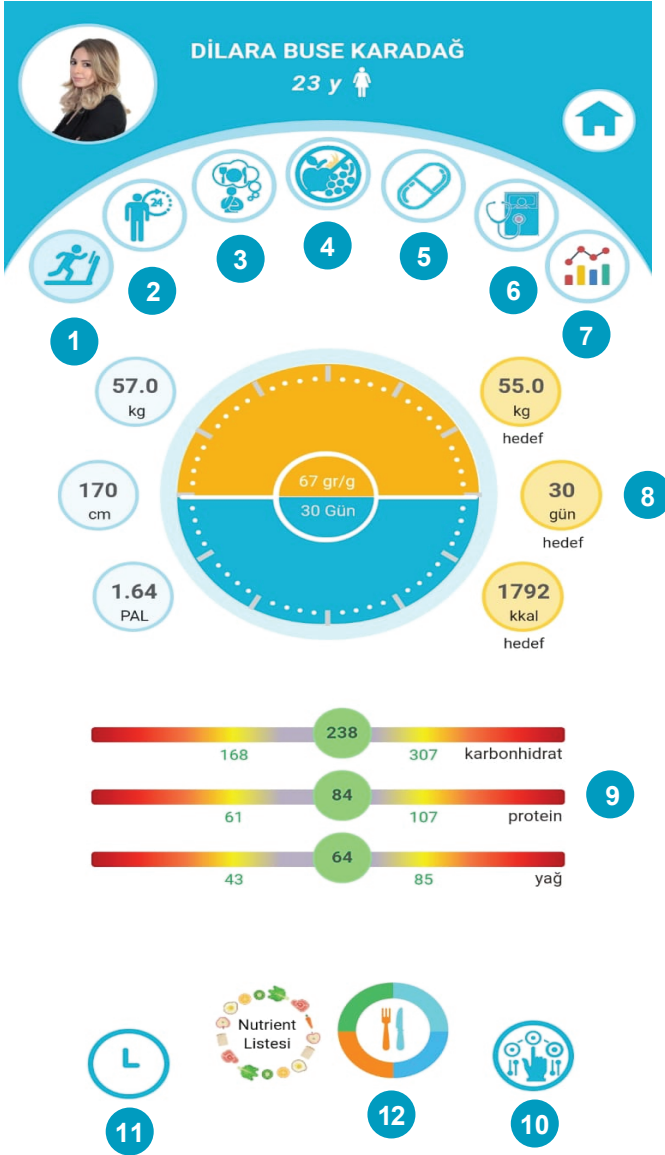 DİLARA BUSE KARADAĞ
23 y
24
1
2
3
4
5
6
7
57.0
kg
55.0
kg
hedef
67 gr/g
30 Gün
170
cm
30
gün
hedef
8
1.64
PAL
1792
kkal
hedef
238
168
307
karbonhidrat
84
61
107
protein
9
64
43
85
yağ
Nutrient
Listesi
11
12
10